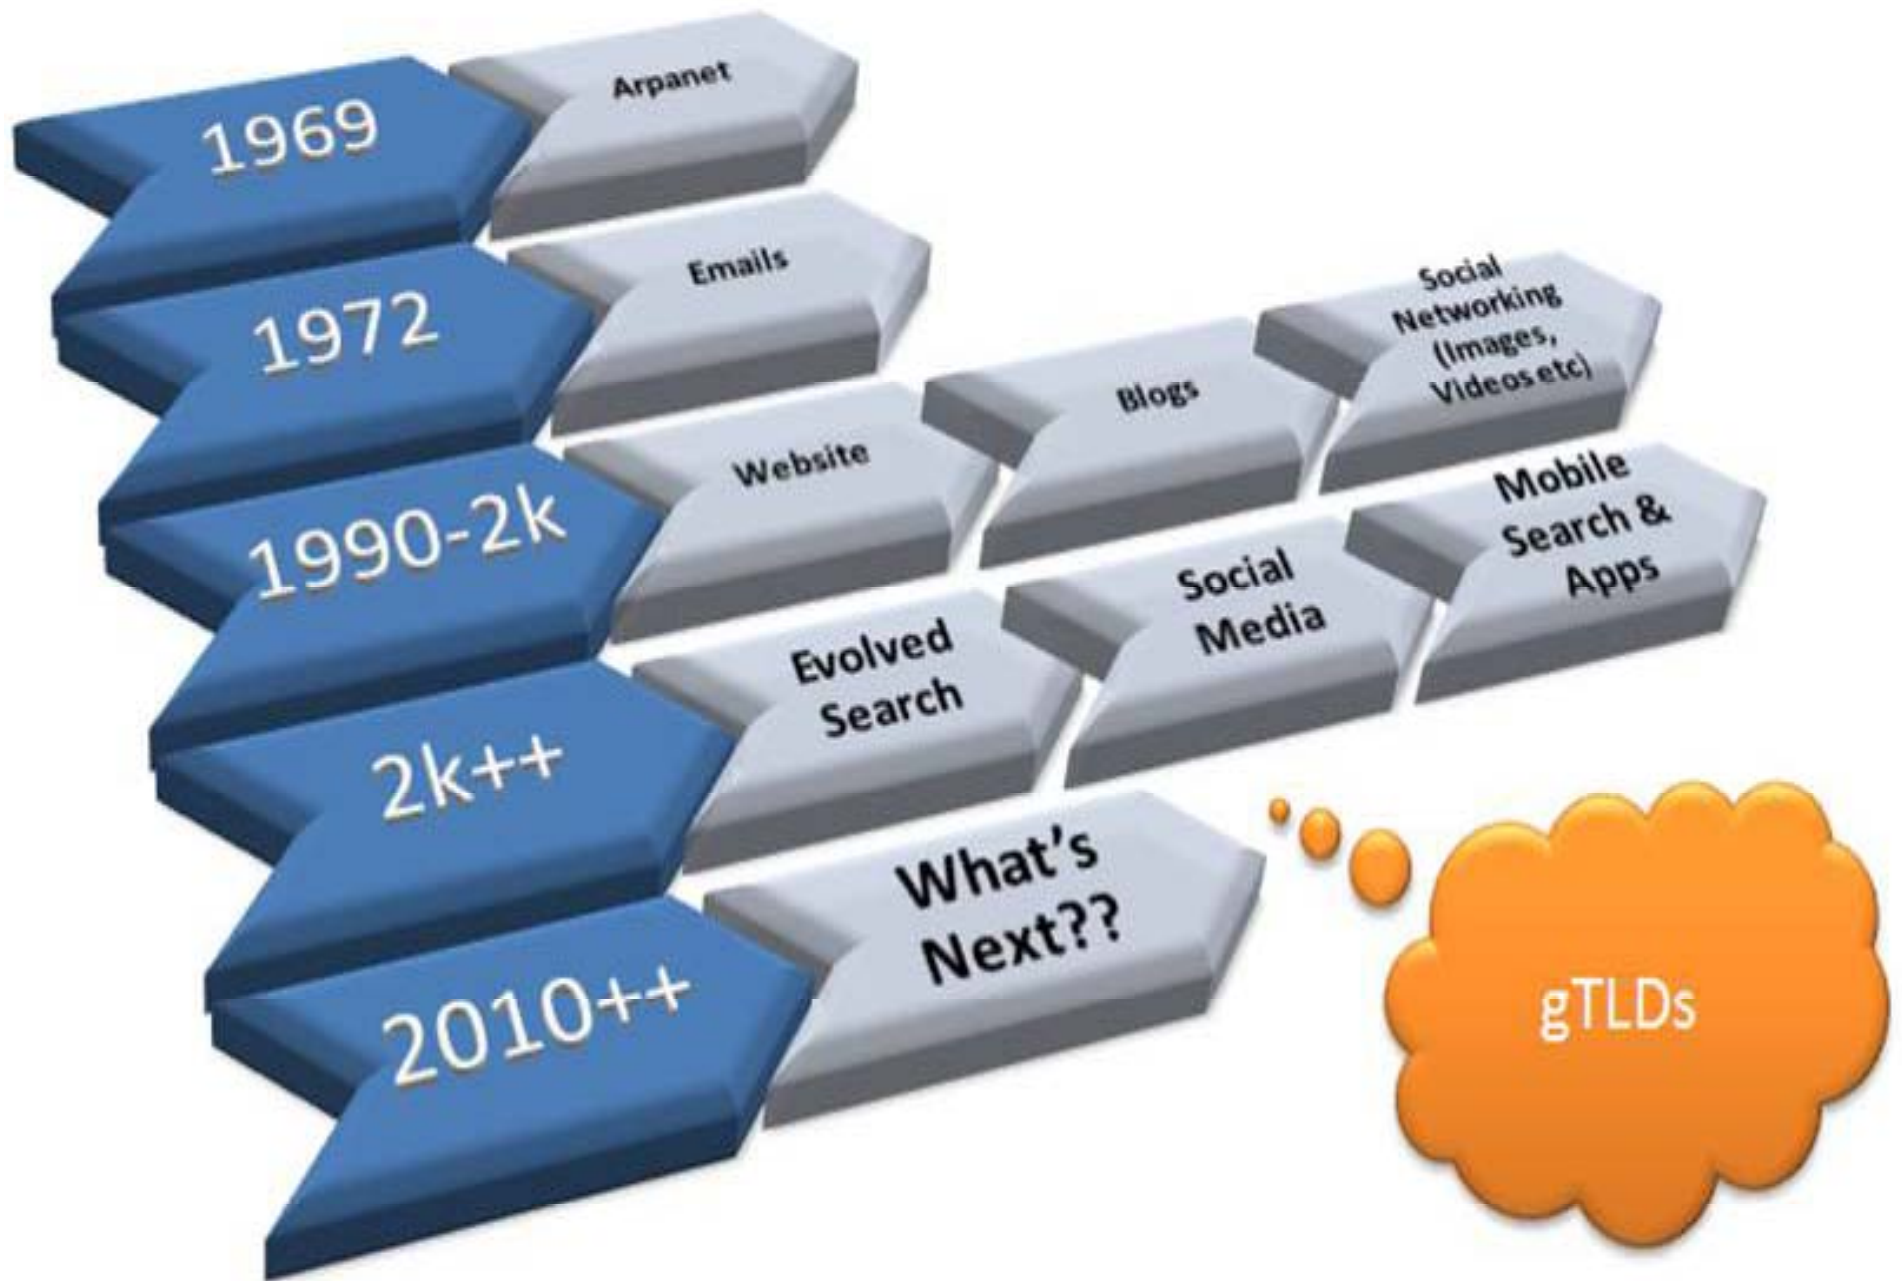 1969
Arpanet
1972
Emails
1990-2k
Website
Blogs
Social
Networking
(Images,
Videos etc)
2k++
Evolved
Search
Social
Media
Mobile
Search &
Apps
2010++
What's
Next??
gTLDs